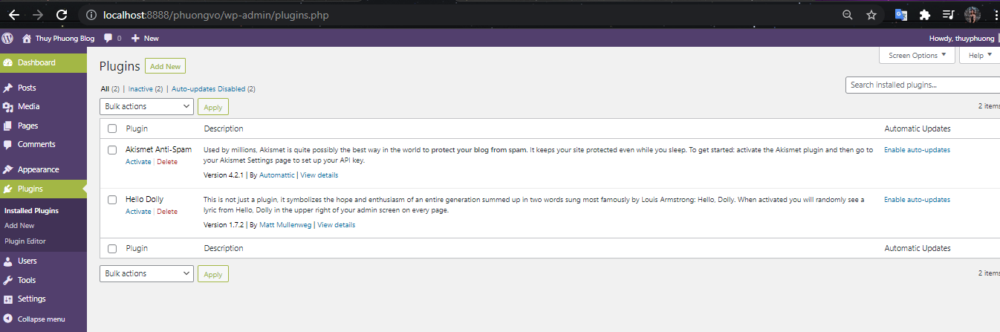 localhost:8888/phuongvo/wp-admin/plugins.php
Thuy Phuong Blog 0 New Howdy, thuyphuong
Dashboard
Posts
Media
Pages
Comments
Appearance
Plugins
Installed Plugins
Add New
Plugin Editor
Users
Tools
Settings
Collapse menu
Screen Options Help
Plugins Add New
All (2) | Inactive (2) | Auto-updates Disabled (2)
Search installed plugins...
Bulk actions Apply 2 items
Plugin Description Automatic Updates
Akismet Anti-Spam
Activate | Delete
Used by millions, Akismet is quite possibly the best way in the world to protect your blog from spam. It keeps your site protected even while you sleep. To get started: activate the Akismet plugin and then go to
your Akismet Settings page to set up your API key.
Version 4.2.1 | By Automattic | View details
Enable auto-updates
Hello Dolly
Activate | Delete
This is not just a plugin, it symbolizes the hope and enthusiasm of an entire generation summed up in two words sung most famously by Louis Armstrong: Hello, Dolly. When activated you will randomly see a
lyric from Hello, Dolly in the upper right of your admin screen on every page.
Version 1.7.2 | By Matt Mullenweg | View details
Enable auto-updates
Plugin Description Automatic Updates
Bulk actions Apply 2 items